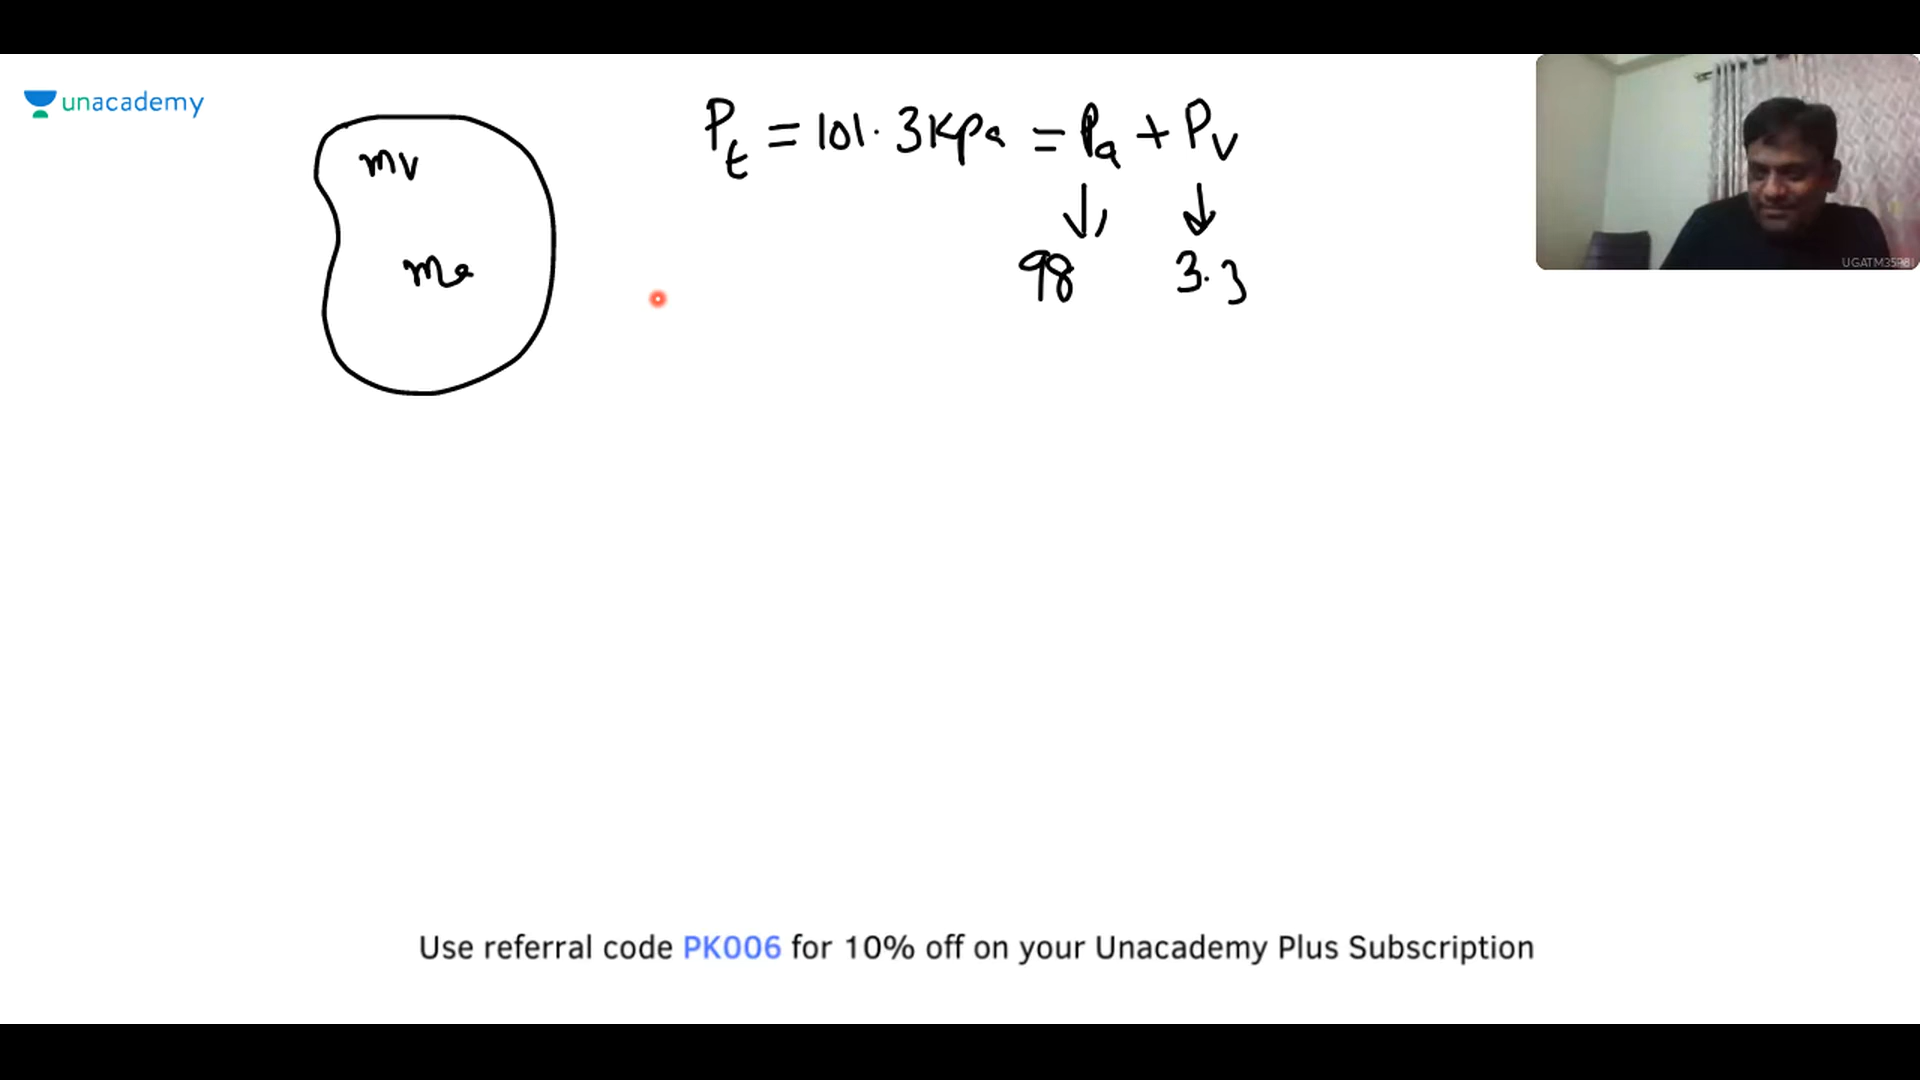 unacademy
mv
ma
Pt = 101.3Kpa = Pa + Pv
↓, ↓
98 3.3
UGATM35981
Use referral code PK006 for 10% off on your Unacademy Plus Subscription